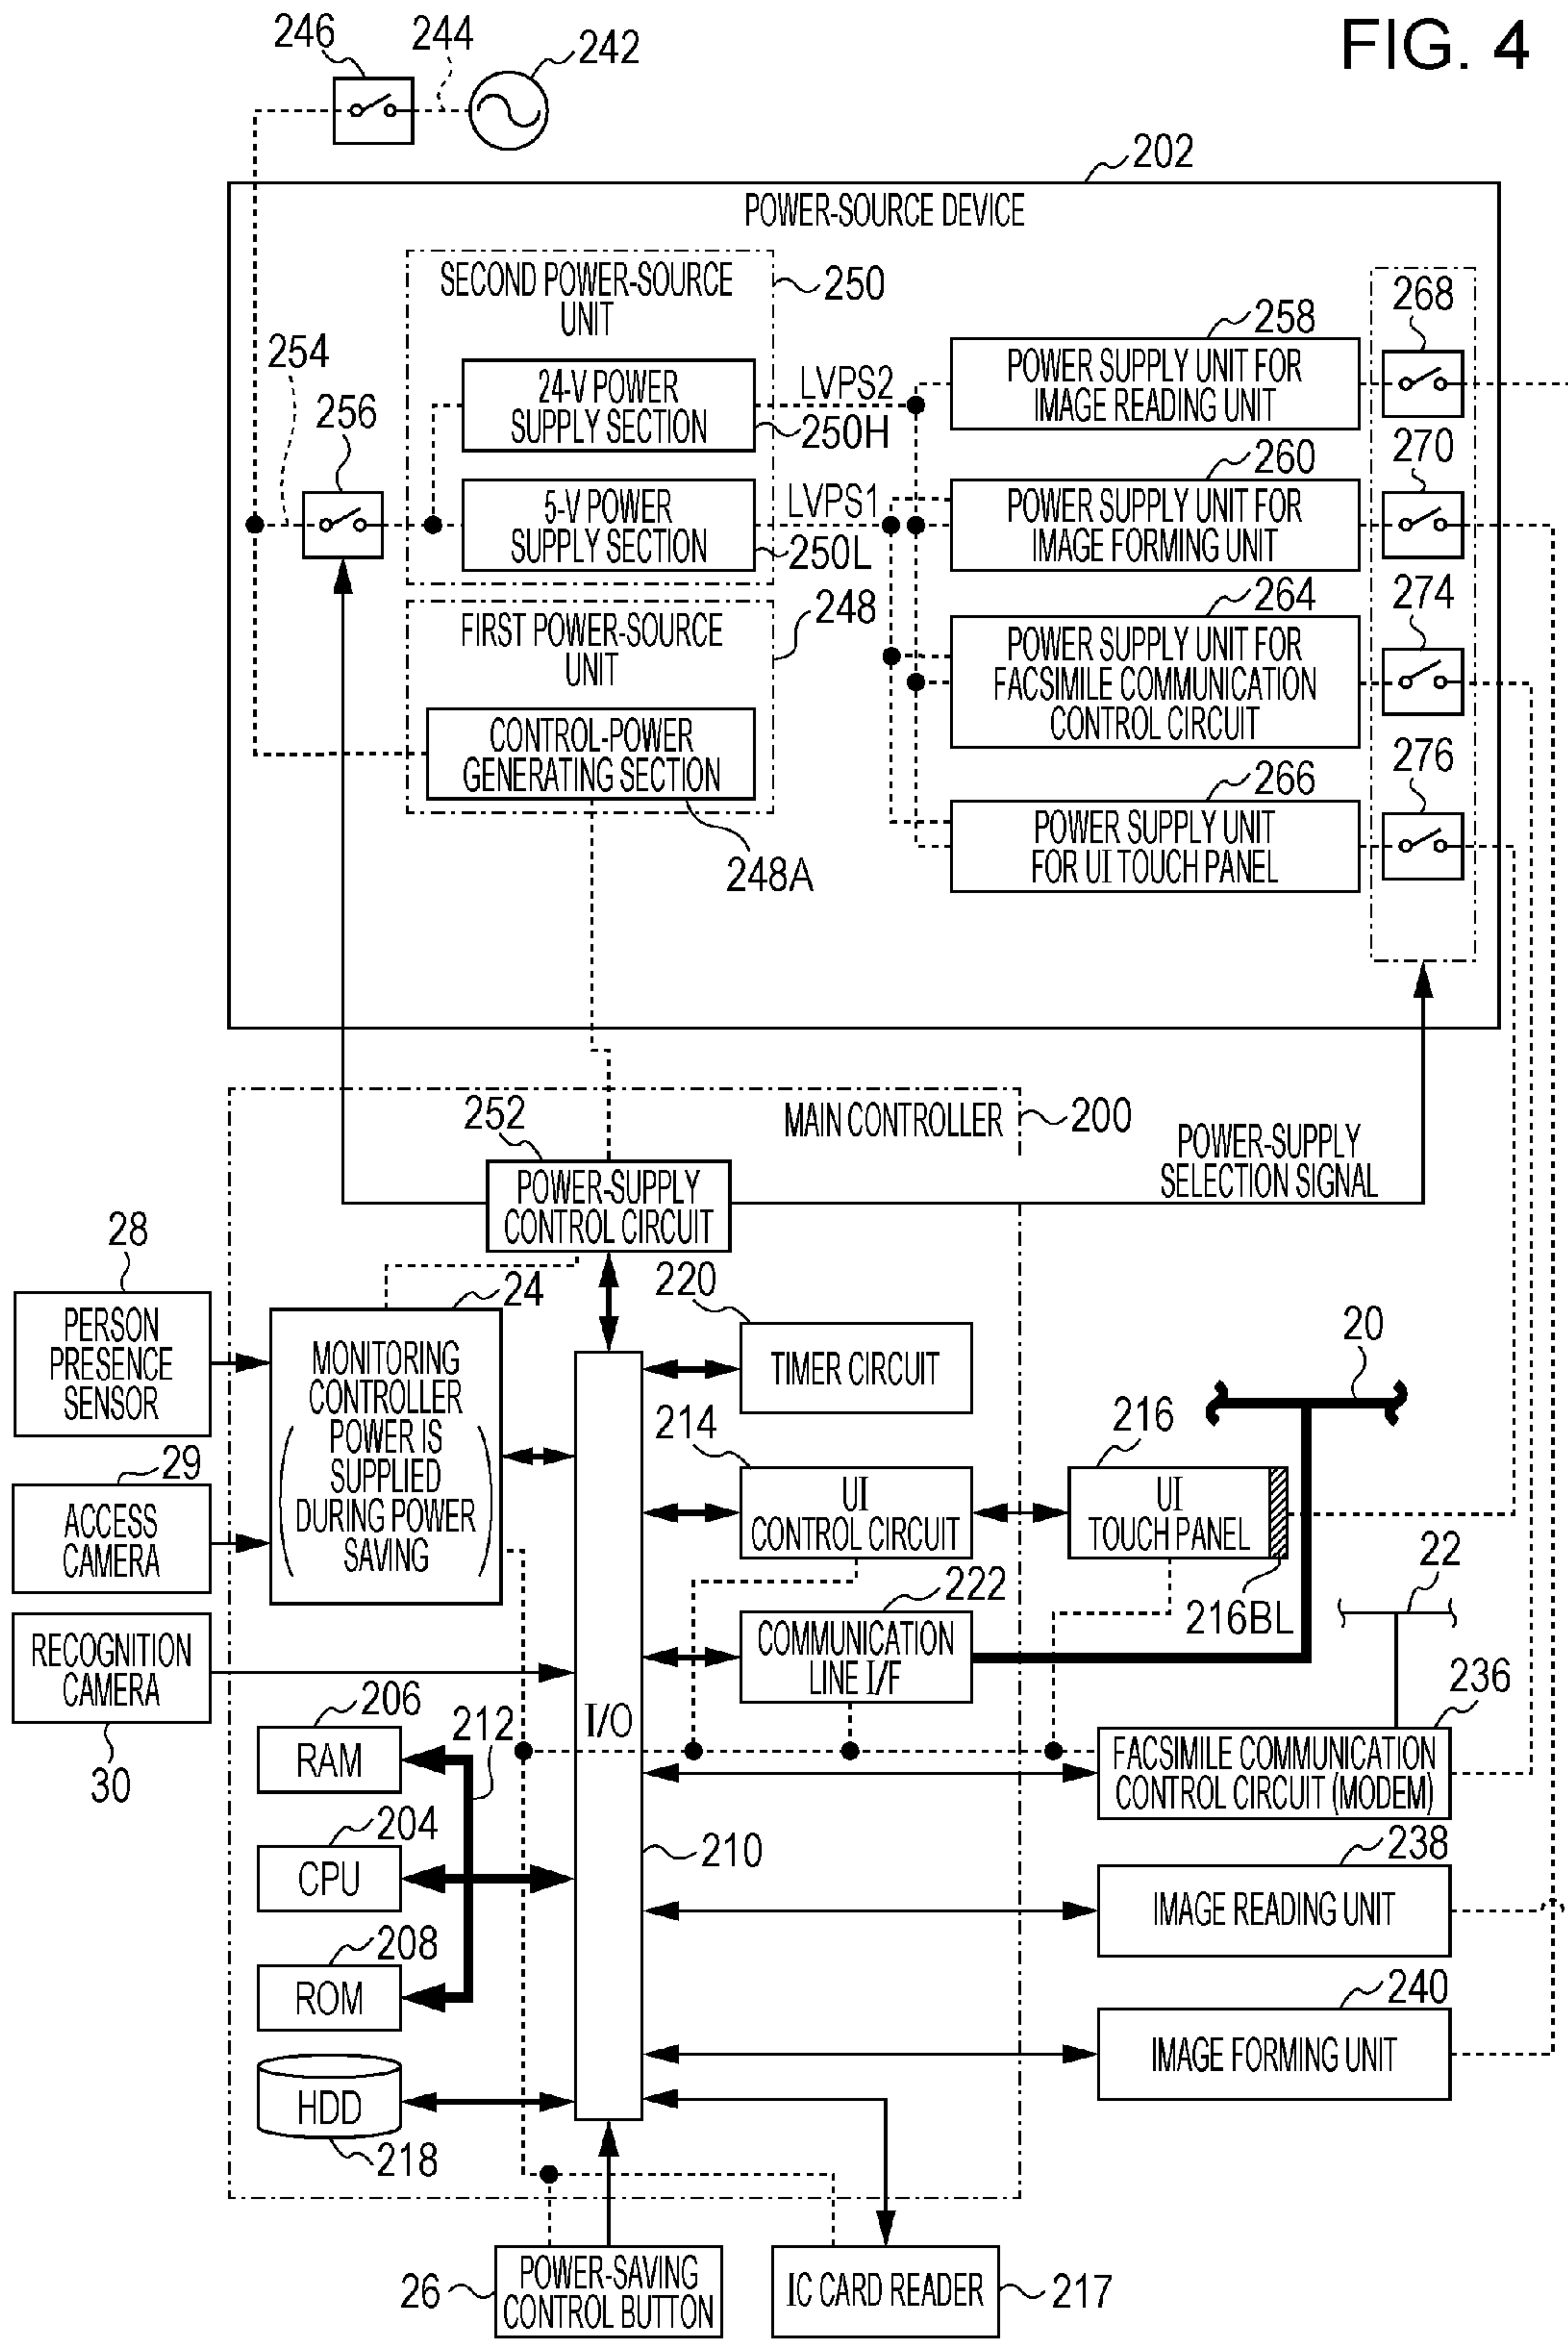 FIG. 4
246
244
242
202
POWER-SOURCE DEVICE
SECOND POWER-SOURCE
UNIT
250
254
256
24-V POWER
SUPPLY SECTION
LVPS2
250H
5-V POWER
SUPPLY SECTION
LVPS1
250L
FIRST POWER-SOURCE
UNIT
248
CONTROL-POWER
GENERATING SECTION
248A
258
POWER SUPPLY UNIT FOR
IMAGE READING UNIT
268
260
POWER SUPPLY UNIT FOR
IMAGE FORMING UNIT
270
264
POWER SUPPLY UNIT FOR
FACSIMILE COMMUNICATION
CONTROL CIRCUIT
274
266
POWER SUPPLY UNIT
FOR UI TOUCH PANEL
276
MAIN CONTROLLER
200
252
POWER-SUPPLY
CONTROL CIRCUIT
POWER-SUPPLY
SELECTION SIGNAL
28
PERSON
PRESENCE
SENSOR
24
MONITORING
CONTROLLER
POWER IS
SUPPLIED
DURING POWER
SAVING
29
ACCESS
CAMERA
RECOGNITION
CAMERA
30
220
TIMER CIRCUIT
20
214
UI
CONTROL CIRCUIT
216
UI
TOUCH PANEL
216BL
22
222
COMMUNICATION
LINE I/F
I/O
206
RAM
212
204
CPU
208
ROM
HDD
218
210
236
FACSIMILE COMMUNICATION
CONTROL CIRCUIT (MODEM)
238
IMAGE READING UNIT
240
IMAGE FORMING UNIT
26
POWER-SAVING
CONTROL BUTTON
IC CARD READER
217